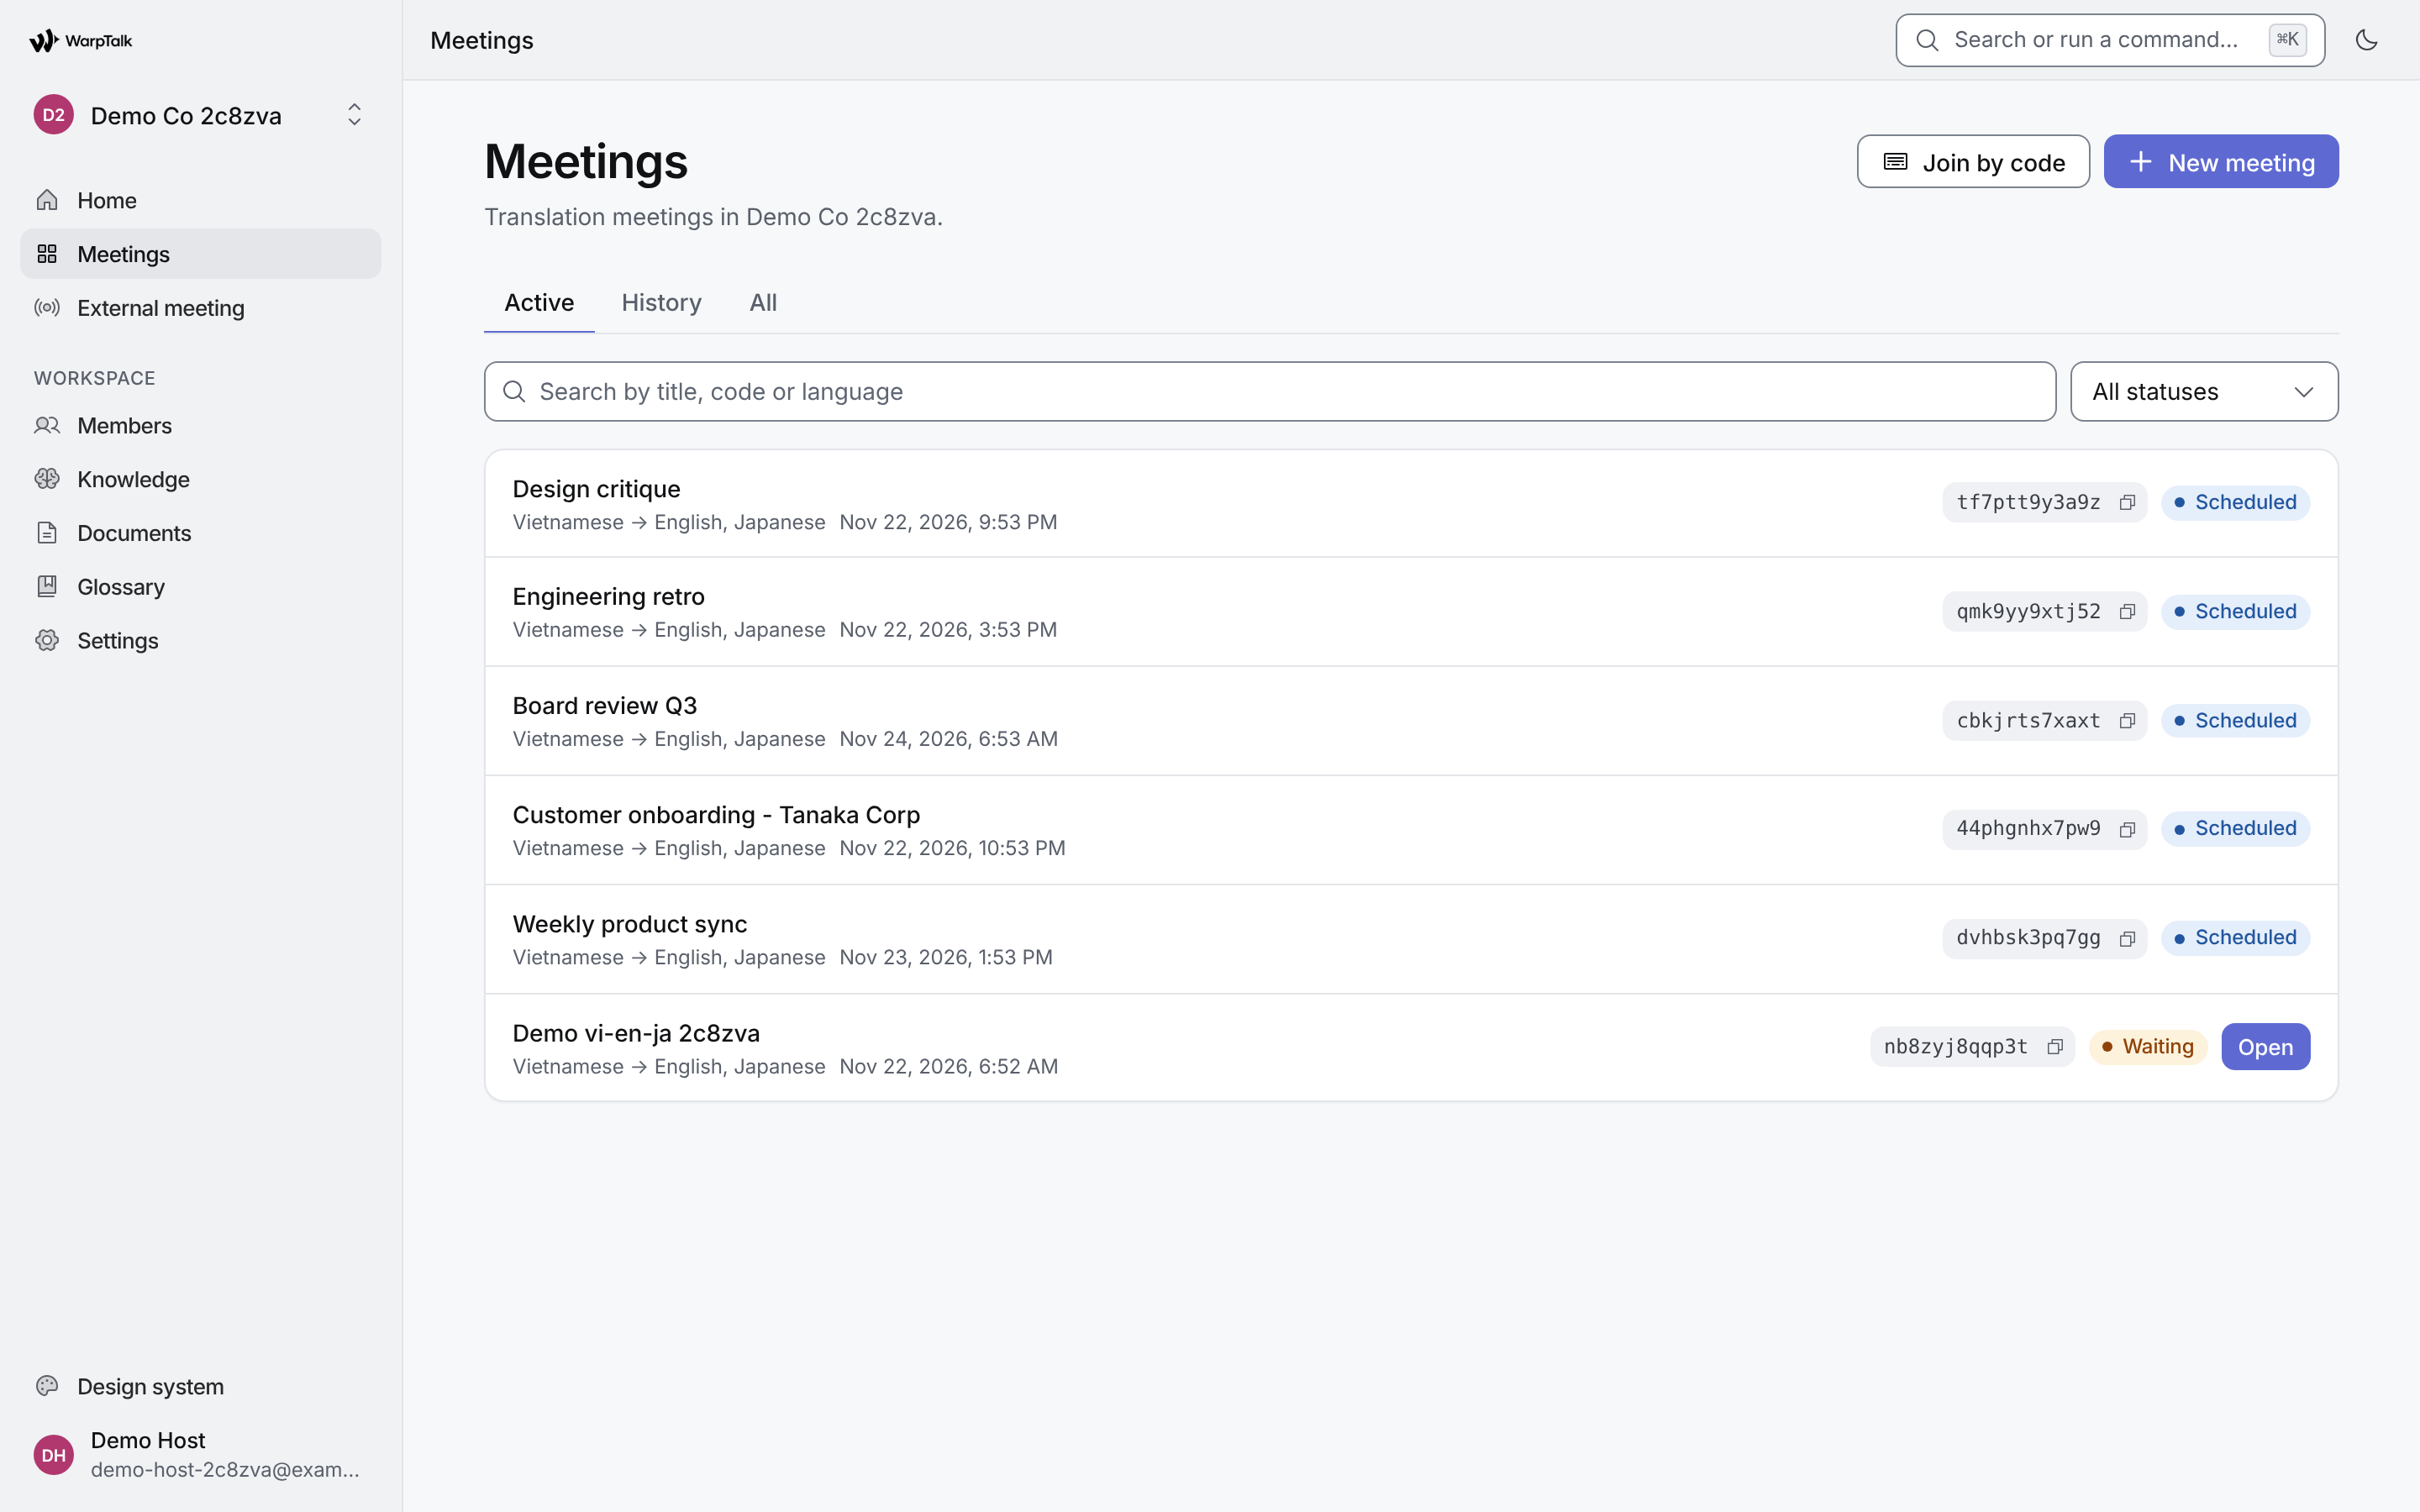 WarpTalk
Demo Co 2c8zva
Home
Meetings
External meeting
WORKSPACE
Members
Knowledge
Documents
Glossary
Settings
Design system
DH
Demo Host
demo-host-2c8zva@exam...
D2
Meetings
Search or run a command...
⌘K
Meetings
Translation meetings in Demo Co 2c8zva.
Join by code
New meeting
Active
History
All
Search by title, code or language
All statuses
Design critique
Vietnamese → English, Japanese Nov 22, 2026, 9:53 PM
tf7ptt9y3a9z
Scheduled
Engineering retro
Vietnamese → English, Japanese Nov 22, 2026, 3:53 PM
qmk9yy9xtj52
Scheduled
Board review Q3
Vietnamese → English, Japanese Nov 24, 2026, 6:53 AM
cbkjrts7xaxt
Scheduled
Customer onboarding - Tanaka Corp
Vietnamese → English, Japanese Nov 22, 2026, 10:53 PM
44phgnhx7pw9
Scheduled
Weekly product sync
Vietnamese → English, Japanese Nov 23, 2026, 1:53 PM
dvhbsk3pq7gg
Scheduled
Demo vi-en-ja 2c8zva
Vietnamese → English, Japanese Nov 22, 2026, 6:52 AM
nb8zyj8qqp3t
Waiting
Open